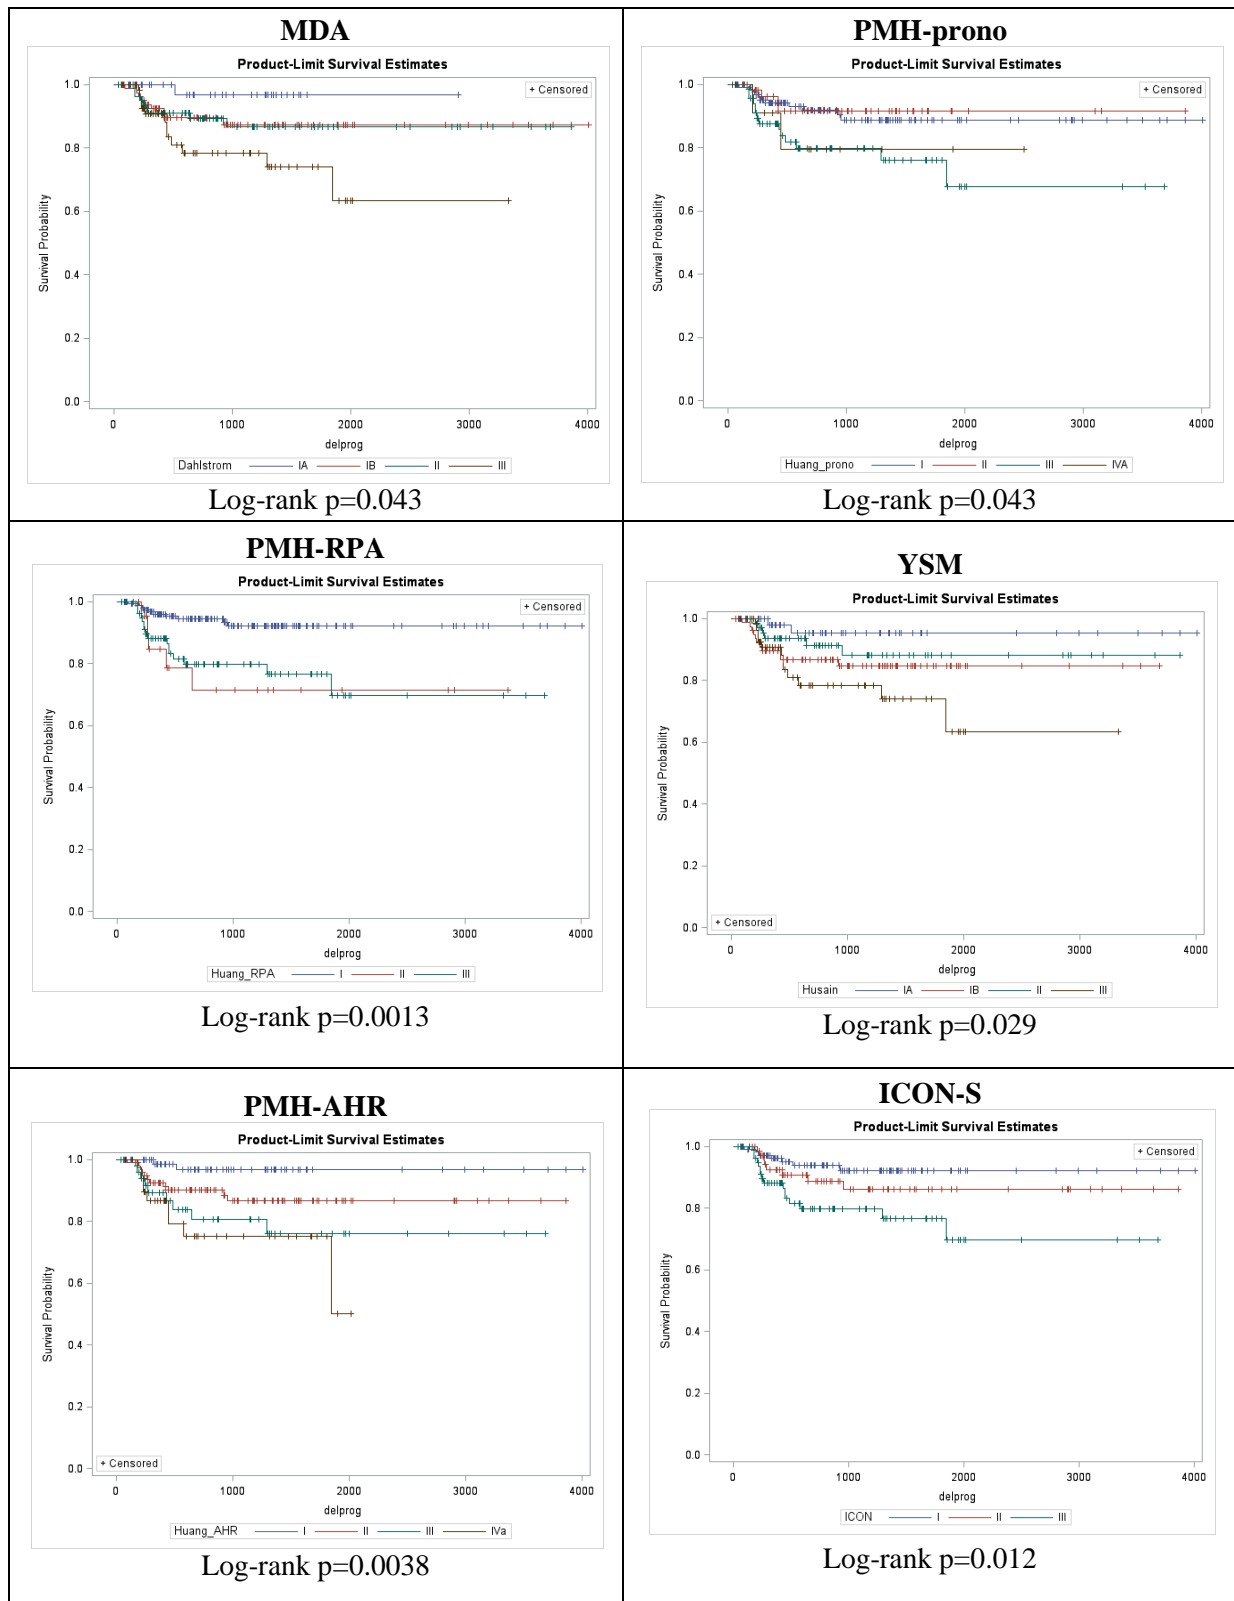 MDA
Product-Limit Survival Estimates
+ Censored
1.0
0.8
0.6
0.4
0.2
0.0
Survival Probability
0 1000 2000 3000 4000
delprog
Dahlstrom IA IB II III
Log-rank p=0.043
PMH-prono
Product-Limit Survival Estimates
+ Censored
1.0
0.8
0.6
0.4
0.2
0.0
Survival Probability
0 1000 2000 3000 4000
delprog
Huang_prono I II III IVA
Log-rank p=0.043
PMH-RPA
Product-Limit Survival Estimates
+ Censored
1.0
0.8
0.6
0.4
0.2
0.0
Survival Probability
0 1000 2000 3000 4000
delprog
Huang_RPA I II III
Log-rank p=0.0013
YSM
Product-Limit Survival Estimates
1.0
0.8
0.6
0.4
0.2
0.0
Survival Probability
+ Censored
0 1000 2000 3000 4000
delprog
Husain IA IB II III
Log-rank p=0.029
PMH-AHR
Product-Limit Survival Estimates
1.0
0.8
0.6
0.4
0.2
0.0
Survival Probability
+ Censored
0 1000 2000 3000 4000
delprog
Huang_AHR I II III IVa
Log-rank p=0.0038
ICON-S
Product-Limit Survival Estimates
+ Censored
1.0
0.8
0.6
0.4
0.2
0.0
Survival Probability
0 1000 2000 3000 4000
delprog
ICON I II III
Log-rank p=0.012